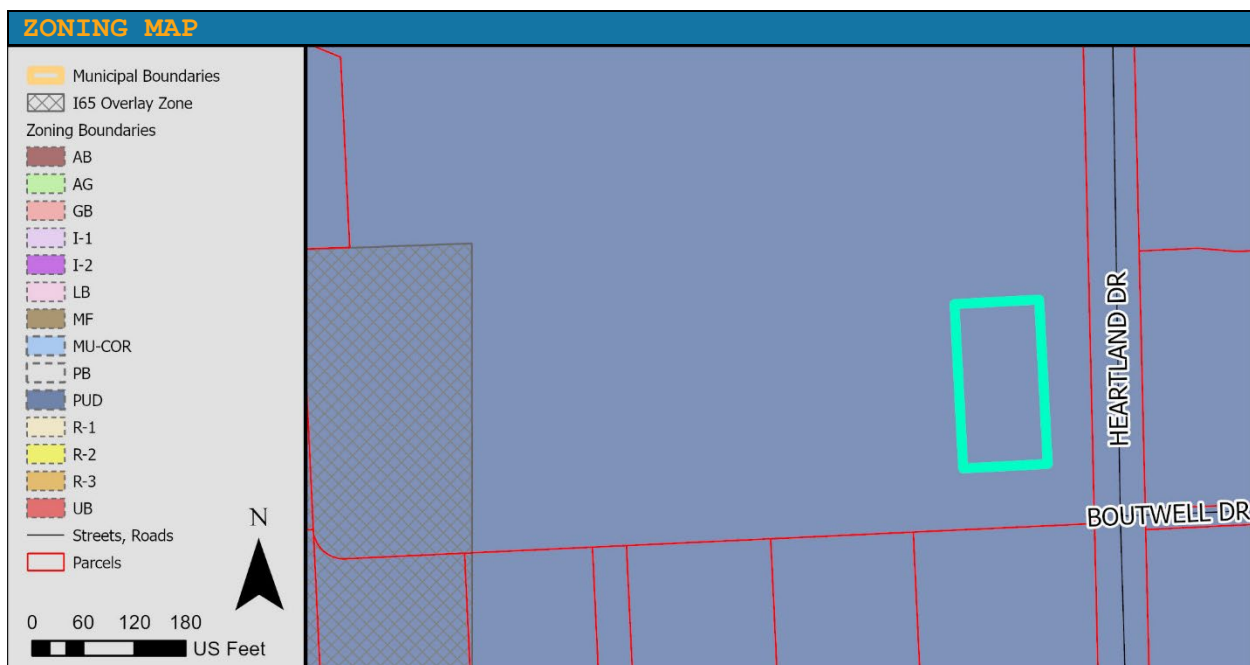 ZONING MAP
Municipal Boundaries
I65 Overlay Zone
Zoning Boundaries
AB
AG
GB
I-1
I-2
LB
MF
MU-COR
PB
PUD
R-1
R-2
R-3
UB
Streets, Roads
Parcels
N
0 60 120 180
US Feet
HEARTLAND DR
BOUTWELL DR